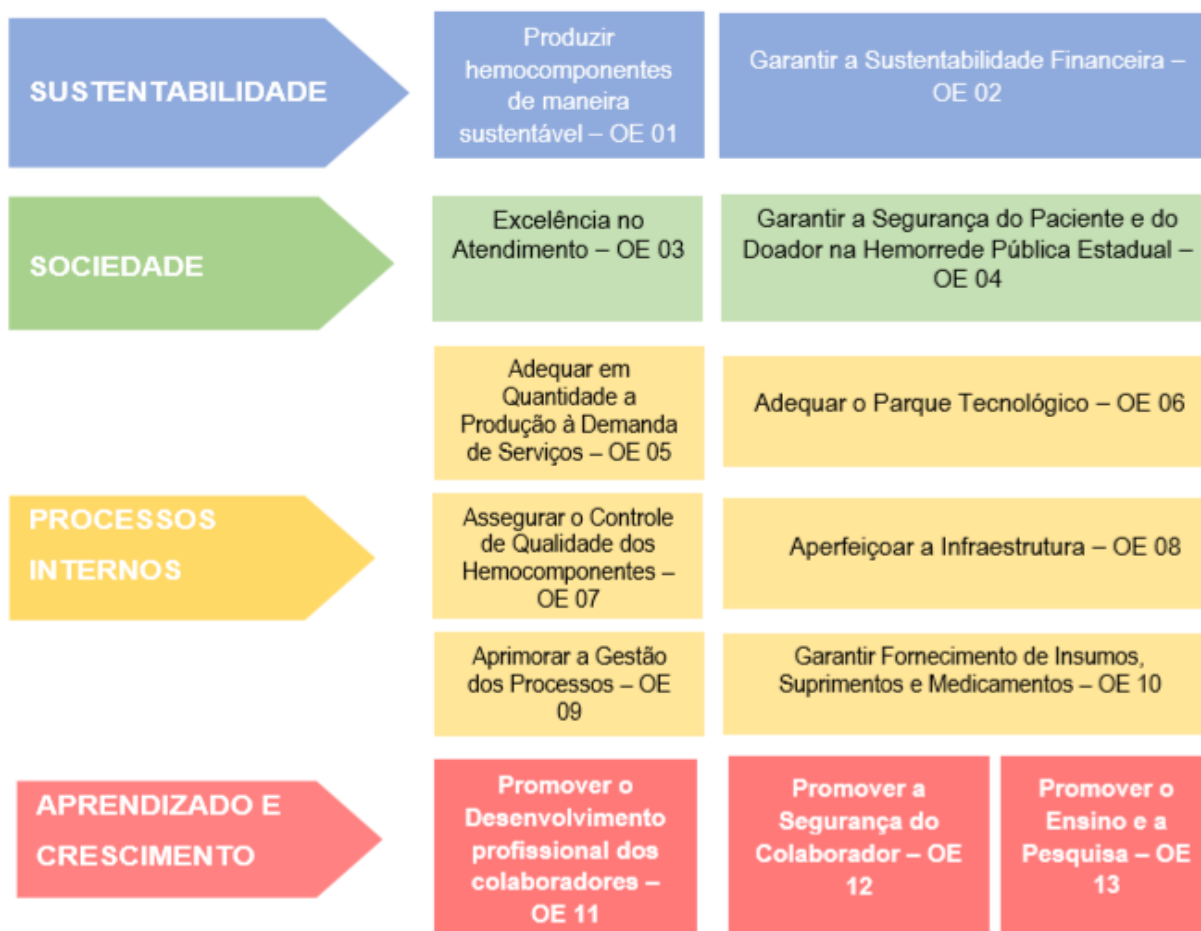 SUSTENTABILIDADE
Produzir
hemocomponentes
de maneira
sustentável – OE 01
Garantir a Sustentabilidade Financeira –
OE 02
SOCIEDADE
Excelência no
Atendimento – OE 03
Garantir a Segurança do Paciente e do
Doador na Hemorrede Pública Estadual –
OE 04
PROCESSOS
INTERNOS
Adequar em
Quantidade a
Produção à Demanda
de Serviços – OE 05
Adequar o Parque Tecnológico – OE 06
Assegurar o Controle
de Qualidade dos
Hemocomponentes –
OE 07
Aperfeiçoar a Infraestrutura – OE 08
Aprimorar a Gestão
dos Processos – OE
09
Garantir Fornecimento de Insumos,
Suprimentos e Medicamentos – OE 10
APRENDIZADO E
CRESCIMENTO
Promover o
Desenvolvimento
profissional dos
colaboradores –
OE 11
Promover a
Segurança do
Colaborador – OE
12
Promover o
Ensino e a
Pesquisa – OE
13